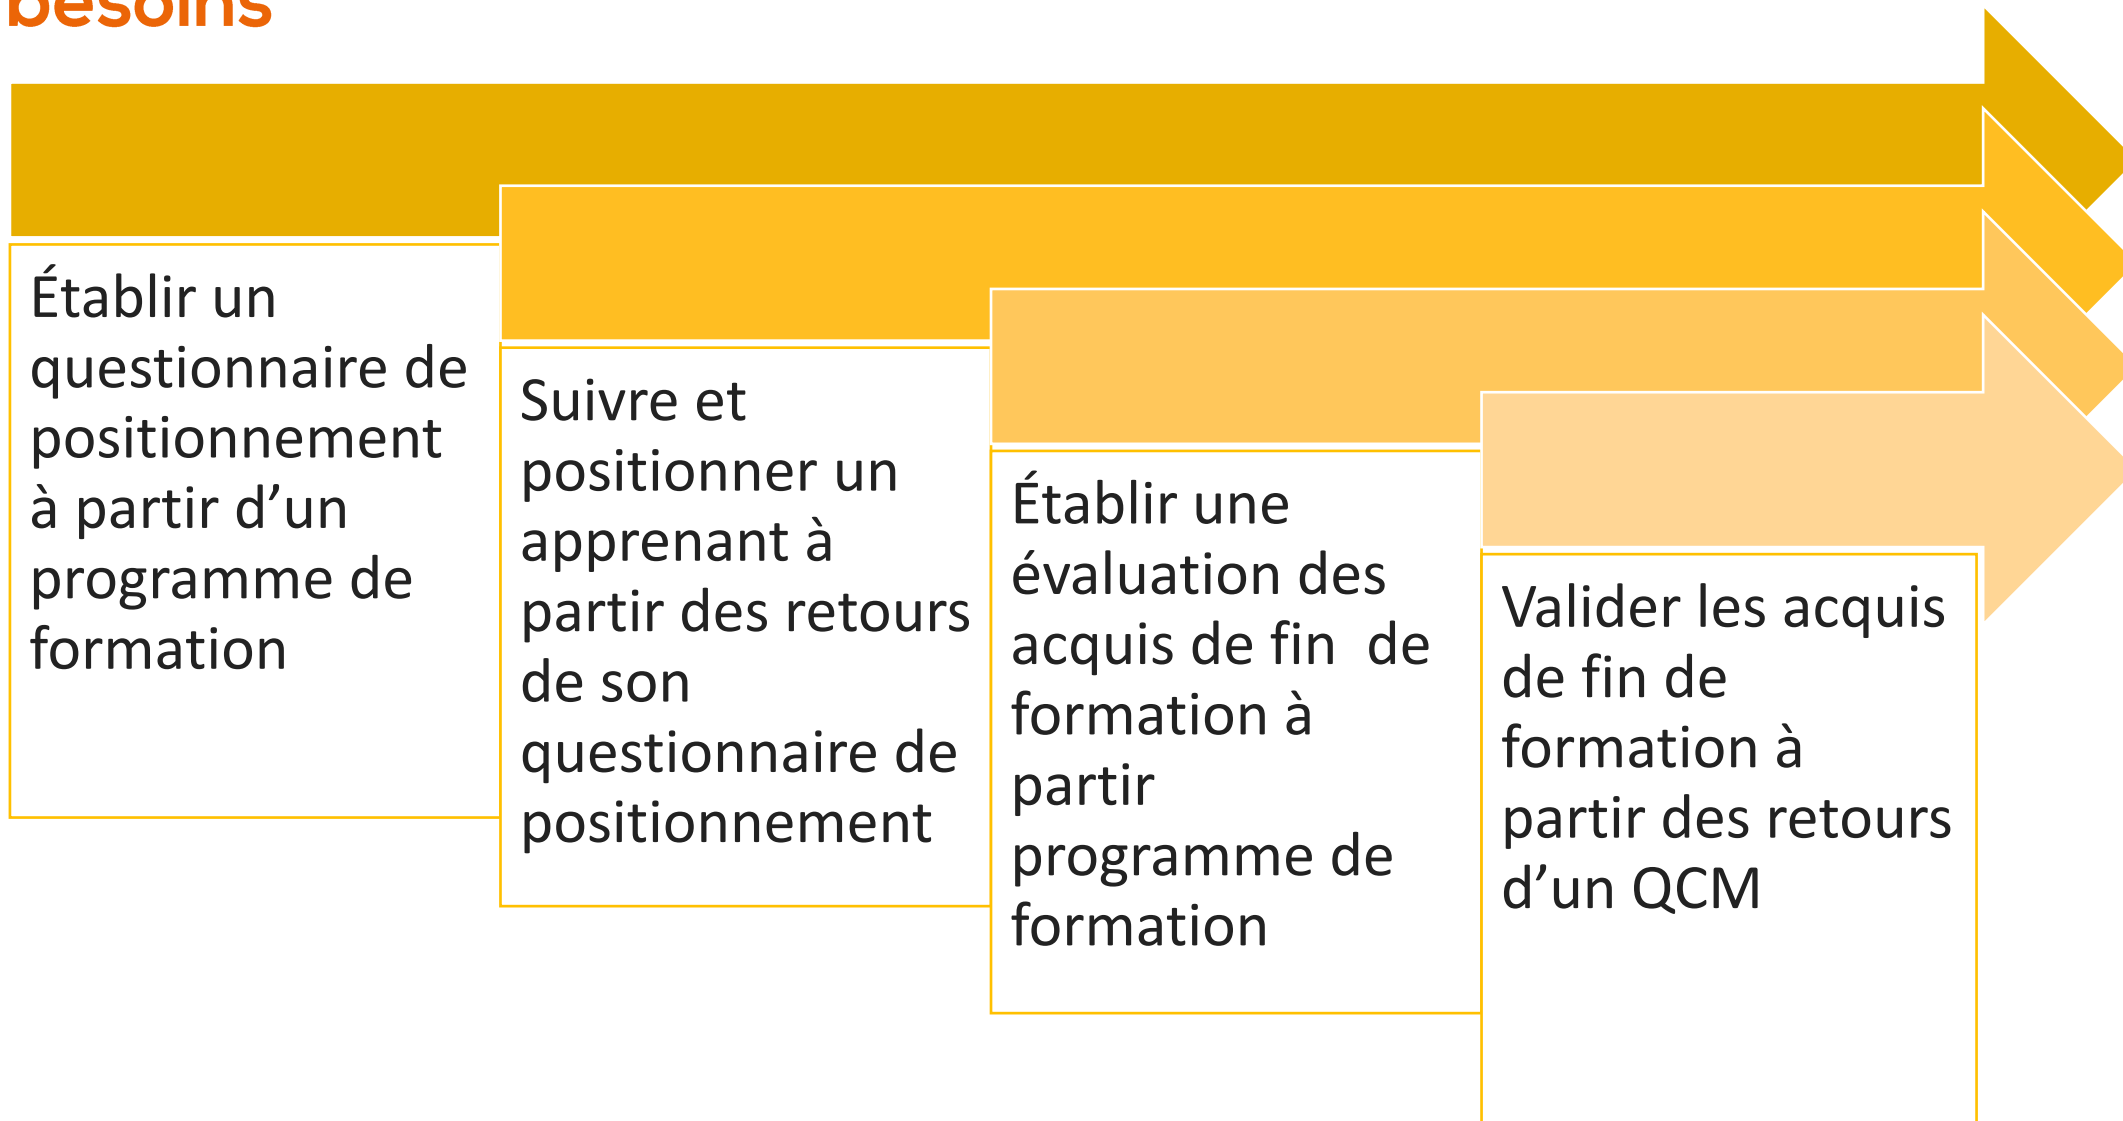 besoins
Établir un
questionnaire de
positionnement
à partir d’un
programme de
formation
Suivre et
positionner un
apprenant à
partir des retours
de son
questionnaire de
positionnement
Établir une
évaluation des
acquis de fin  de
formation à
partir
programme de
formation
Valider les acquis
de fin de
formation à
partir des retours
d’un QCM